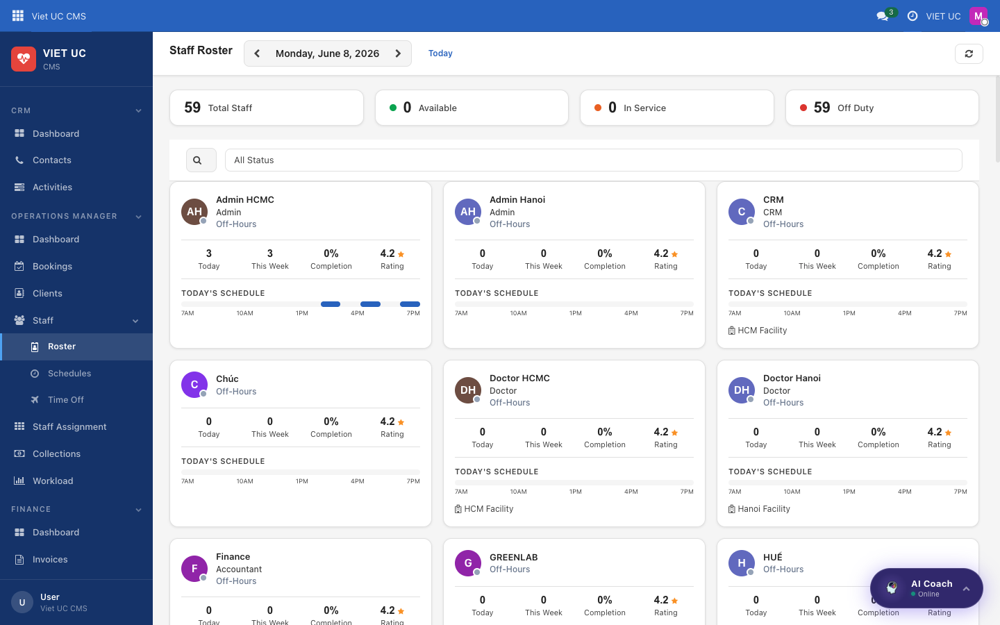 Viet UC CMS
3
VIET UC
M
VIET UC
CMS
CRM
Dashboard
Contacts
Activities
OPERATIONS MANAGER
Dashboard
Bookings
Clients
Staff
Roster
Schedules
Time Off
Staff Assignment
Collections
Workload
FINANCE
Dashboard
Invoices
U
User
Viet UC CMS
Staff Roster
Monday, June 8, 2026
Today
59 Total Staff
0 Available
0 In Service
59 Off Duty
All Status
AH
Admin HCMC
Admin
Off-Hours
3 3 0% 4.2
Today This Week Completion Rating
TODAY'S SCHEDULE
7AM 10AM 1PM 4PM 7PM
AH
Admin Hanoi
Admin
Off-Hours
0 0 0% 4.2
Today This Week Completion Rating
TODAY'S SCHEDULE
7AM 10AM 1PM 4PM 7PM
C
CRM
CRM
Off-Hours
0 0 0% 4.2
Today This Week Completion Rating
TODAY'S SCHEDULE
7AM 10AM 1PM 4PM 7PM
HCM Facility
C
Chúc
Off-Hours
0 0 0% 4.2
Today This Week Completion Rating
TODAY'S SCHEDULE
7AM 10AM 1PM 4PM 7PM
DH
Doctor HCMC
Doctor
Off-Hours
0 0 0% 4.2
Today This Week Completion Rating
TODAY'S SCHEDULE
7AM 10AM 1PM 4PM 7PM
HCM Facility
DH
Doctor Hanoi
Doctor
Off-Hours
0 0 0% 4.2
Today This Week Completion Rating
TODAY'S SCHEDULE
7AM 10AM 1PM 4PM 7PM
Hanoi Facility
F
Finance
Accountant
Off-Hours
0 0 0% 4.2
Today This Week Completion Rating
G
GREENLAB
Off-Hours
0 0 0% 4.2
Today This Week Completion Rating
H
HUẾ
Off-Hours
0 0
Today This Week Completion Rating
AI Coach
Online